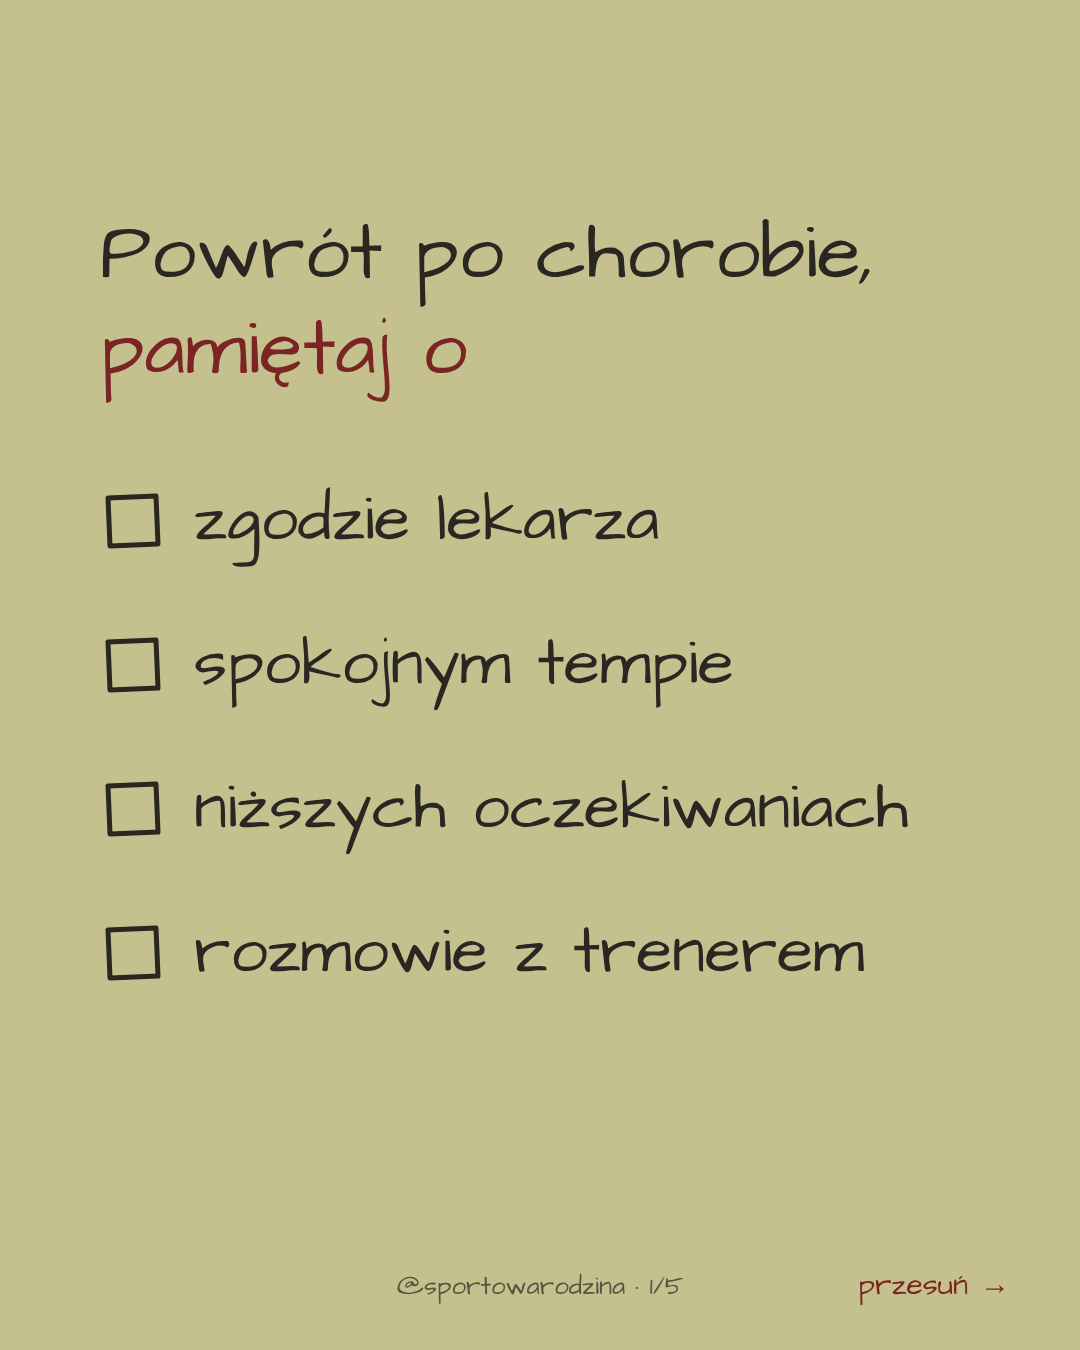 Powrót po chorobie,
pamiętaj o
zgodzie lekarza
spokojnym tempie
niższych oczekiwaniach
rozmowie z trenerem
@sportowarodzina · 1/5
przesuń →